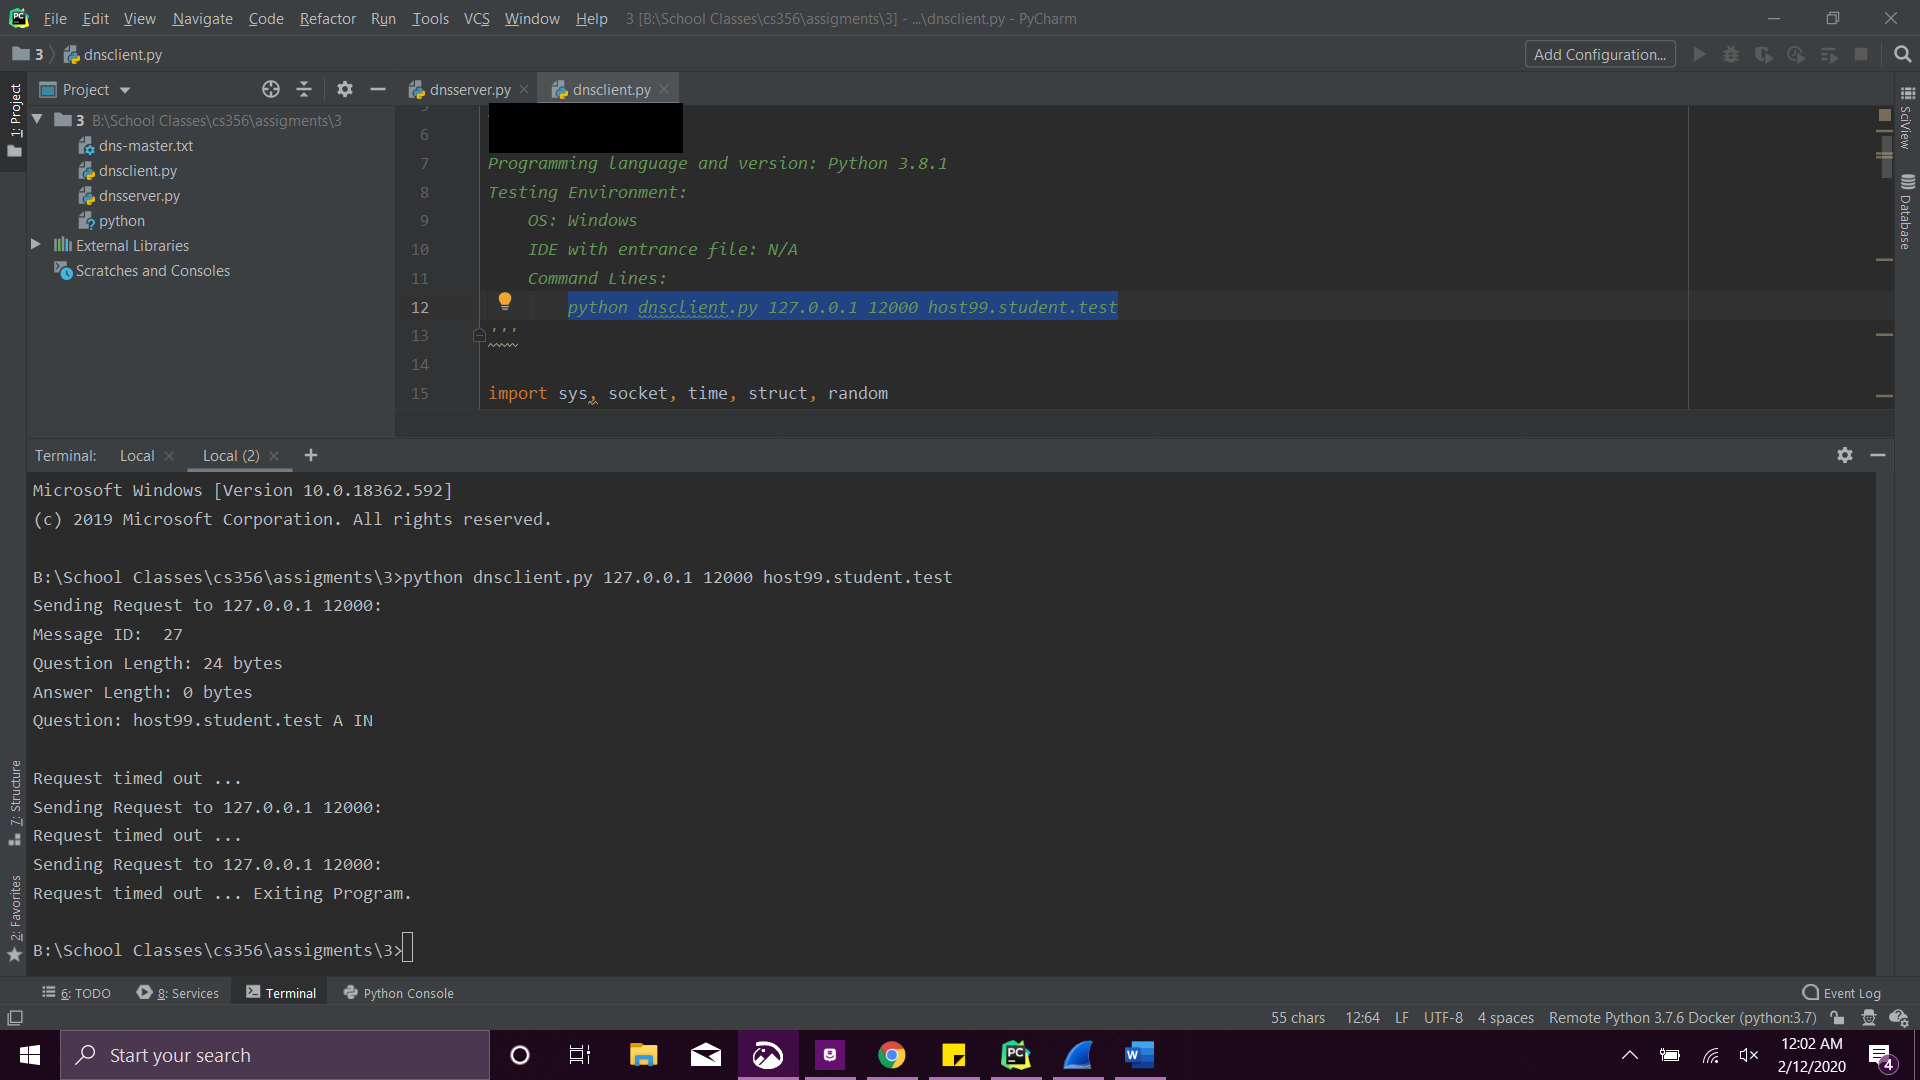 File Edit View Navigate Code Refactor Run Tools VCS Window Help 3 [B:\School Classes\cs356\assigments\3] - ...\dnsclient.py - PyCharm
3 dnsclient.py Add Configuration...
Project dnsserver.py dnsclient.py
1: Project
3 B:\School Classes\cs356\assigments\3
dns-master.txt
dnsclient.py
dnsserver.py
python
External Libraries
Scratches and Consoles
6
7 Programming language and version: Python 3.8.1
8 Testing Environment:
9 OS: Windows
10 IDE with entrance file: N/A
11 Command Lines:
12 python dnsclient.py 127.0.0.1 12000 host99.student.test
13 '''
14
15 import sys, socket, time, struct, random
SciView
Database
Terminal: Local Local (2) +
Microsoft Windows [Version 10.0.18362.592]
(c) 2019 Microsoft Corporation. All rights reserved.
B:\School Classes\cs356\assigments\3>python dnsclient.py 127.0.0.1 12000 host99.student.test
Sending Request to 127.0.0.1 12000:
Message ID:  27
Question Length: 24 bytes
Answer Length: 0 bytes
Question: host99.student.test A IN
Request timed out ...
Sending Request to 127.0.0.1 12000:
Request timed out ...
Sending Request to 127.0.0.1 12000:
Request timed out ... Exiting Program.
B:\School Classes\cs356\assigments\3>
7: Structure
2: Favorites
6: TODO 8: Services Terminal Python Console Event Log
55 chars 12:64 LF UTF-8 4 spaces Remote Python 3.7.6 Docker (python:3.7)
Start your search
12:02 AM
2/12/2020
4